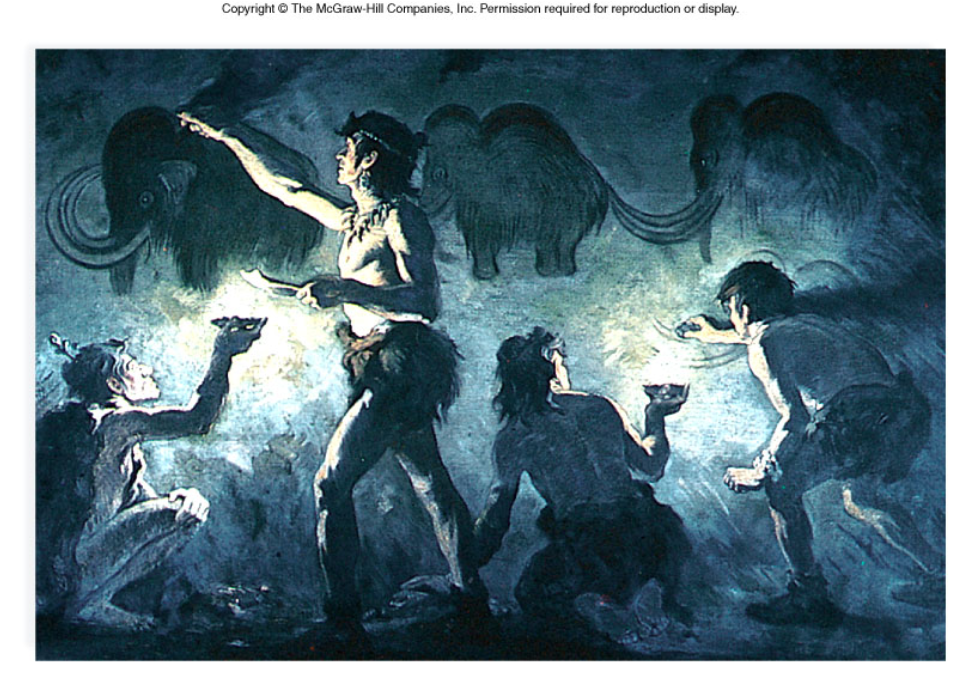 Copyright © The McGraw-Hill Companies, Inc. Permission required for reproduction or display.